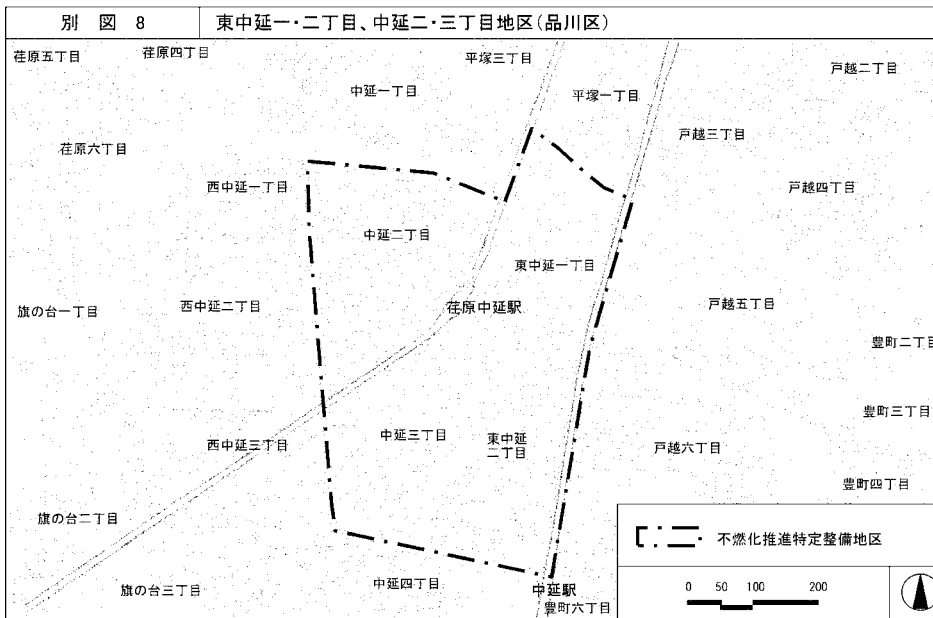 別 図 8
東中延一・二丁目、中延二・三丁目地区(品川区)
荏原五丁目
荏原四丁目
平塚三丁目
戸越二丁目
中延一丁目
平塚一丁目
戸越三丁目
荏原六丁目
西中延一丁目
戸越四丁目
中延二丁目
東中延一丁目
旗の台一丁目
西中延二丁目
荏原中延駅
戸越五丁目
豊町二丁目
豊町三丁目
西中延三丁目
中延三丁目
東中延
二丁目
戸越六丁目
豊町四丁目
旗の台二丁目
不燃化推進特定整備地区
旗の台三丁目
中延四丁目
中延駅
豊町六丁目
0 50 100 200